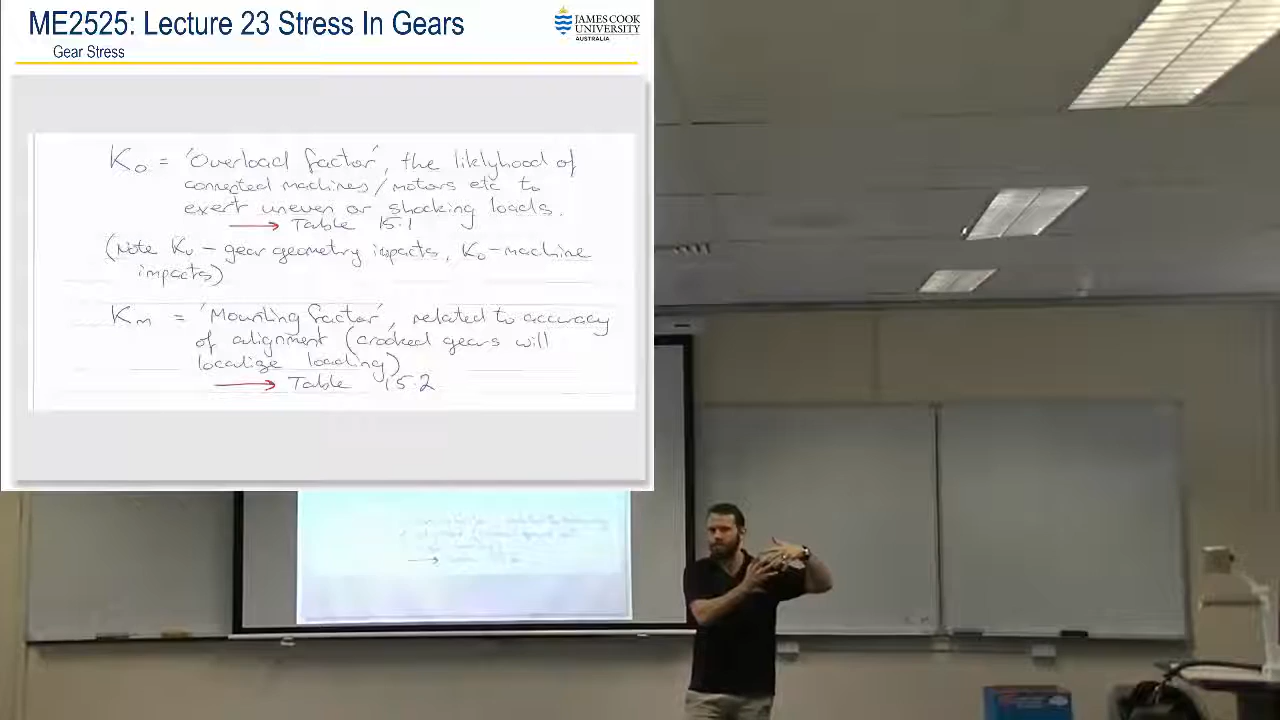 ME2525: Lecture 23 Stress In Gears
Gear Stress
JAMES COOK
UNIVERSITY
AUSTRALIA
Ko = 'Overload factor', the likelyhood of
connected machines/motors etc to
exert uneven or shocking loads.
→ Table 15.1
(Note Kv - gear geometry impacts, Ko - machine
impacts)
Km = 'Mounting factor', related to accuracy
of alignment (crooked gears will
localize loading)
→ Table 15.2